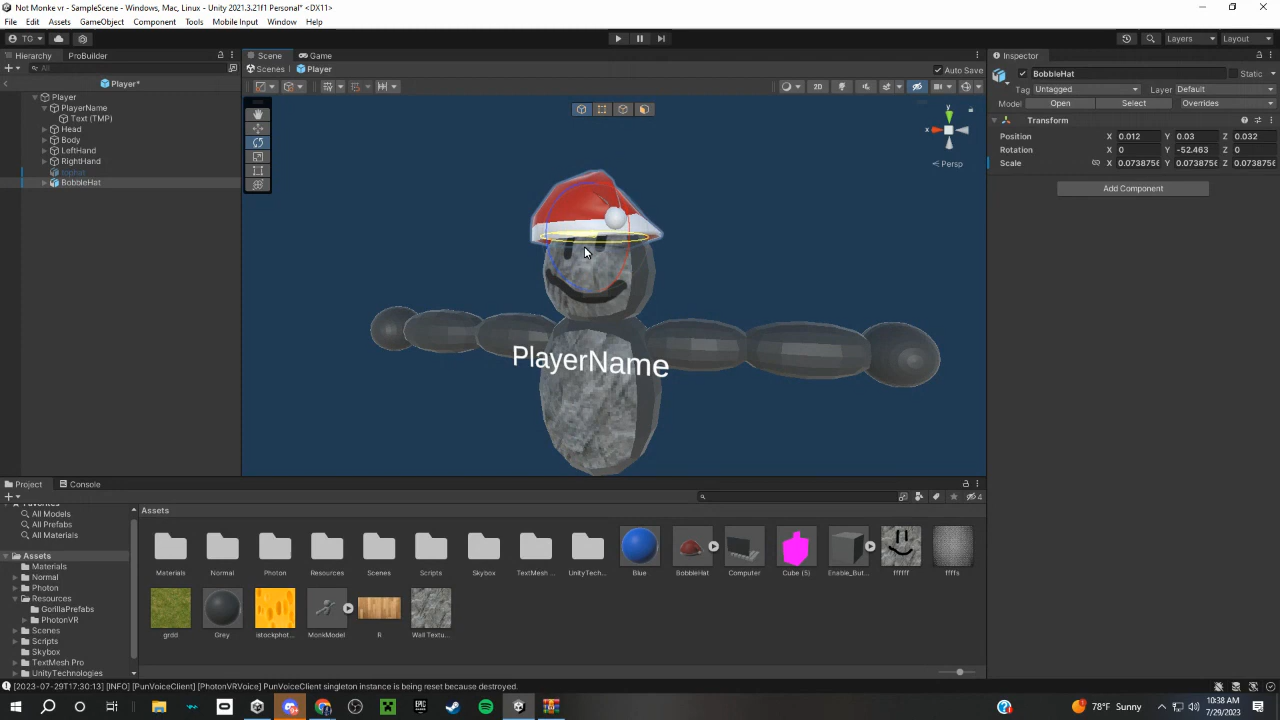 Not Monke vr - SampleScene - Windows, Mac, Linux - Unity 2021.3.21f1 Personal* <DX11>
File Edit Assets GameObject Component Tools Mobile Input Window Help
TG Layers Layout
Hierarchy ProBuilder Scene Game Inspector
All Scenes Player BobbleHat Static
Player* Auto Save
Tag Untagged Layer Default
2D Model Open Select Overrides
Player
PlayerName
Text (TMP)
Head
Body
LeftHand
RightHand
tophat
BobbleHat
Transform
Position X 0.012 Y 0.03 Z 0.032
Rotation X 0 Y -52.463 Z 0
Scale X 0.0738756 Y 0.0738756 Z 0.0738756
Add Component
y
x
Persp
PlayerName
Project Console
4
Favorites
All Models
All Prefabs
All Materials
Assets
Materials
Normal
Photon
Resources
GorillaPrefabs
PhotonVR
Scenes
Scripts
Skybox
TextMesh Pro
UnityTechnologies
Assets
Materials Normal Photon Resources Scenes Scripts Skybox TextMesh ... UnityTech... Blue BobbleHat Computer Cube (5) Enable_But... ffffff ffffs
grdd Grey istockphot... MonkModel R Wall Textu...
[2023-07-29T17:30:13] [INFO] [PunVoiceClient] [PhotonVRVoice] PunVoiceClient singleton instance is being reset because destroyed.
78°F Sunny
10:38 AM
7/29/2023